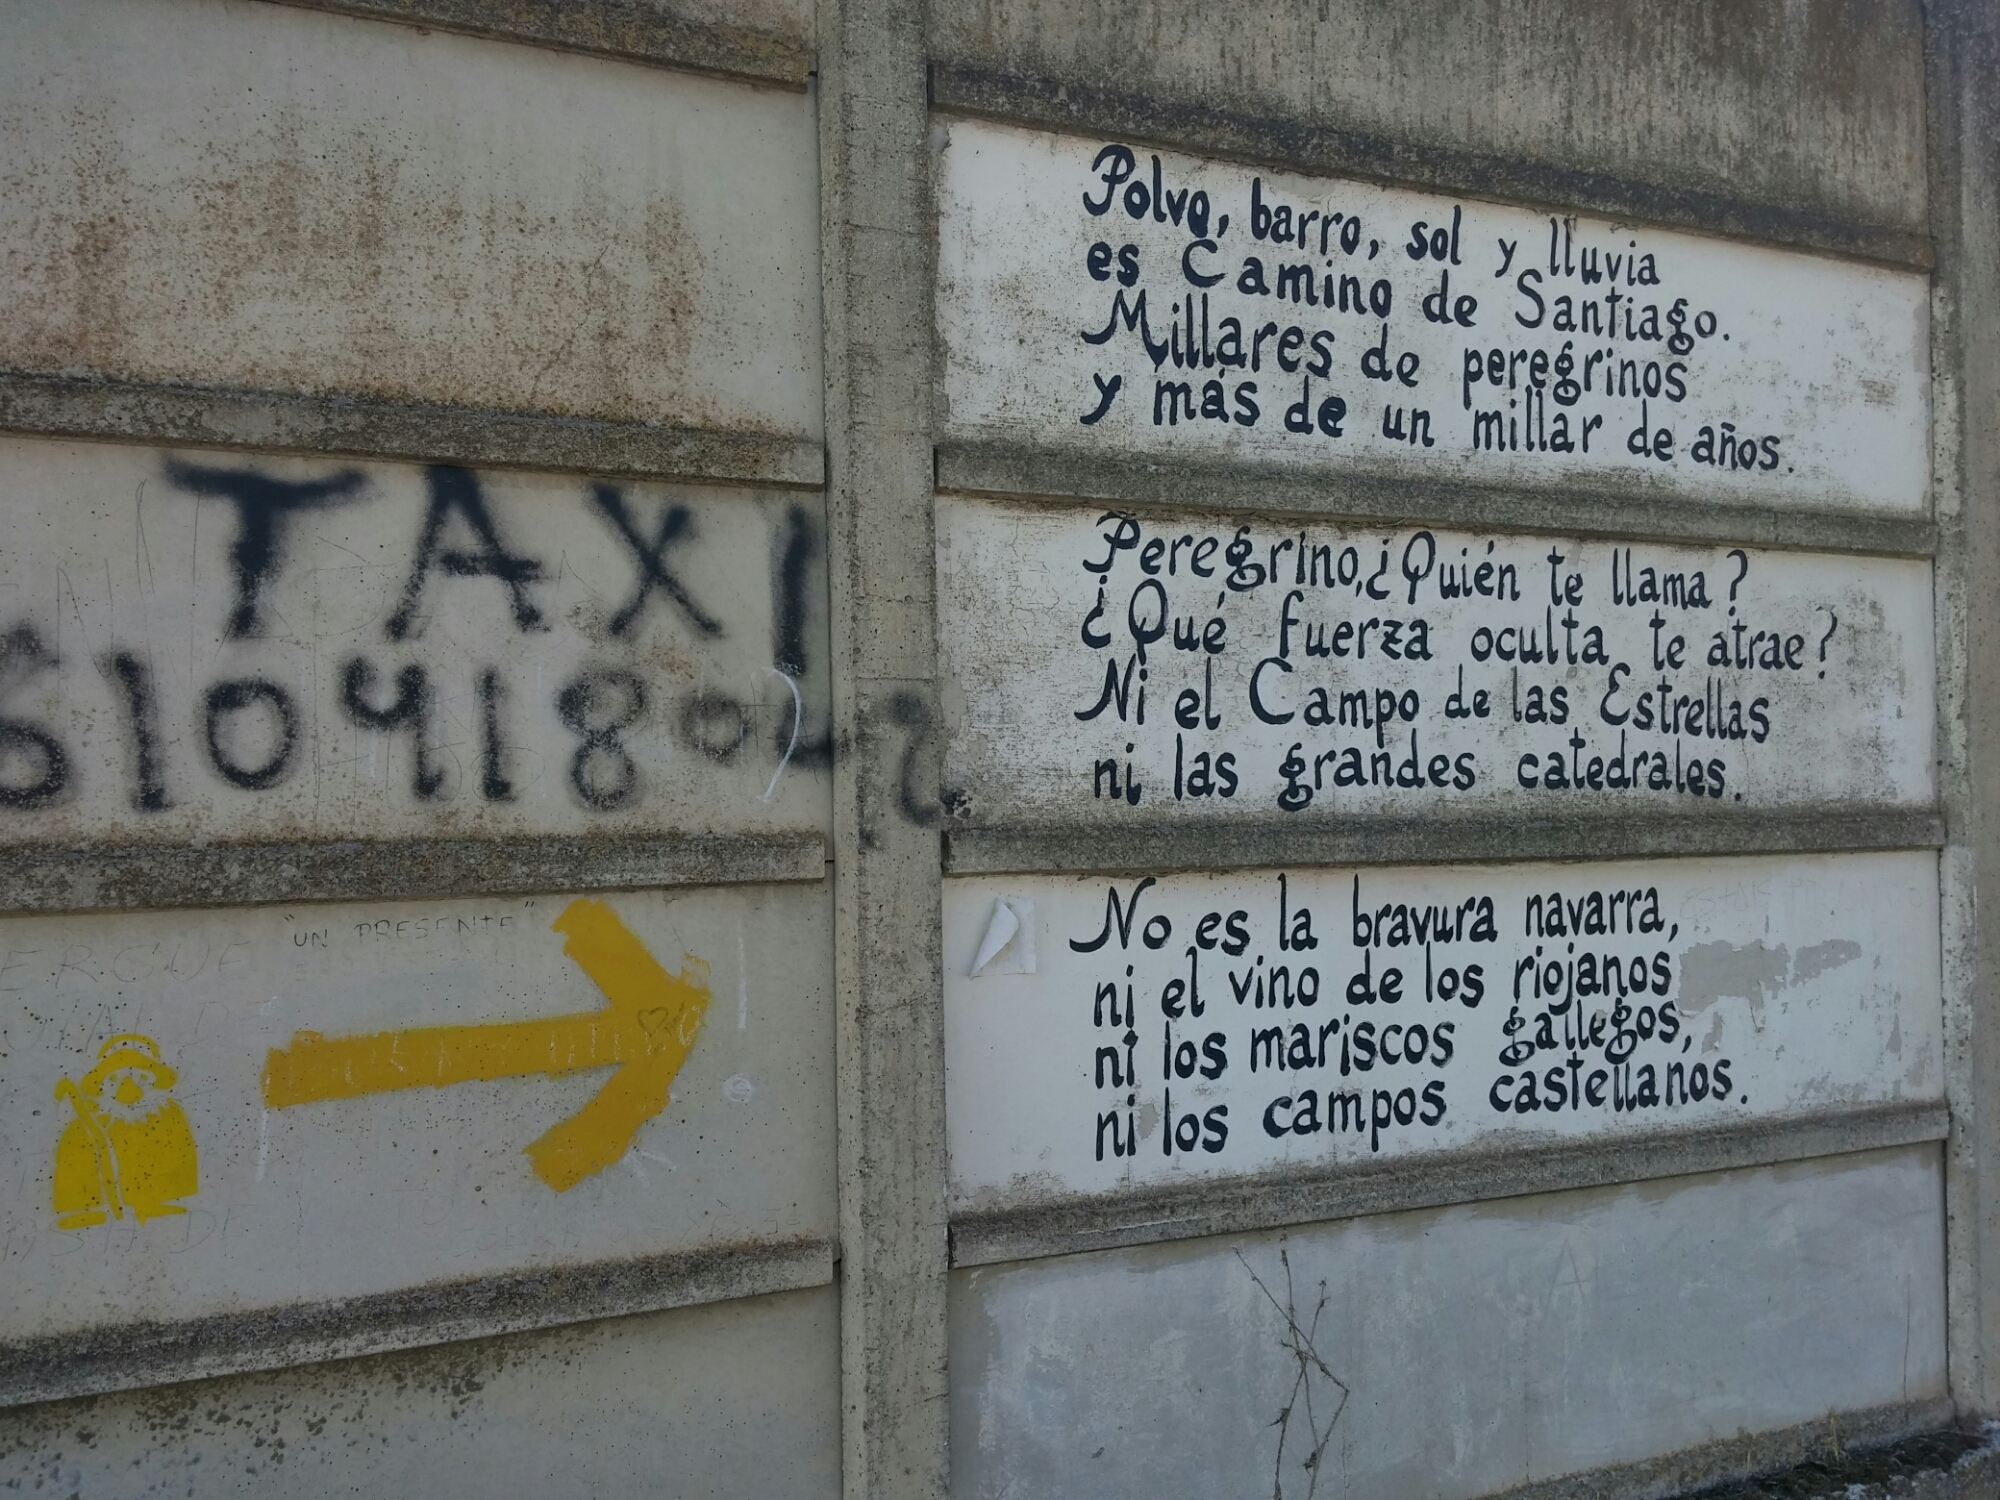 TAXI
610418042
"UN PRESENTE"
Polvo, barro, sol y lluvia
es Camino de Santiago.
Millares de peregrinos
y más de un millar de años.
Peregrino,¿Quién te llama?
¿Qué fuerza oculta te atrae?
Ni el Campo de las Estrellas
ni las grandes catedrales.
No es la bravura navarra,
ni el vino de los riojanos
ni los mariscos gallegos,
ni los campos castellanos.